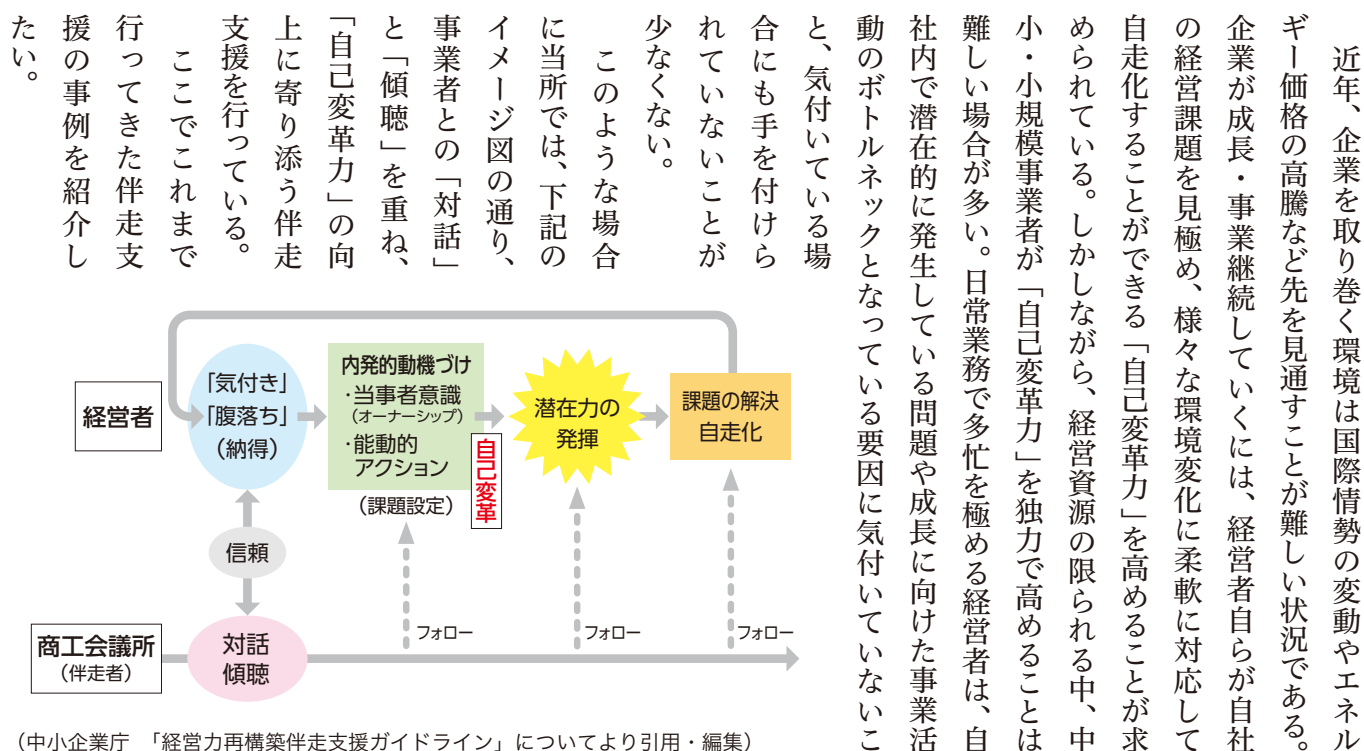 近年、企業を取り巻く環境は国際情勢の変動やエネル
ギー価格の高騰など先を見通すことが難しい状況である。
企業が成長・事業継続していくには、経営者自らが自社
の経営課題を見極め、様々な環境変化に柔軟に対応して
自走化することができる「自己変革力」を高めることが求
められている。しかしながら、経営資源の限られる中、中
小・小規模事業者が「自己変革力」を独力で高めることは
難しい場合が多い。日常業務で多忙を極める経営者は、自
社内で潜在的に発生している問題や成長に向けた事業活
動のボトルネックとなっている要因に気付いていないこ
と、気付いている場
合にも手を付けら
れていないことが
少なくない。
このような場合
に当所では、下記の
イメージ図の通り、
事業者との「対話」
と「傾聴」を重ね、
「自己変革力」の向
上に寄り添う伴走
支援を行っている。
ここでこれまで
行ってきた伴走支
援の事例を紹介し
たい。
経営者
「気付き」
「腹落ち」
(納得)
内発的動機づけ
・当事者意識
(オーナーシップ)
・能動的
アクション
(課題設定)
自己変革
潜在力の
発揮
課題の解決
自走化
信頼
商工会議所
(伴走者)
対話
傾聴
フォロー
フォロー
フォロー
(中小企業庁 「経営力再構築伴走支援ガイドライン」についてより引用・編集)